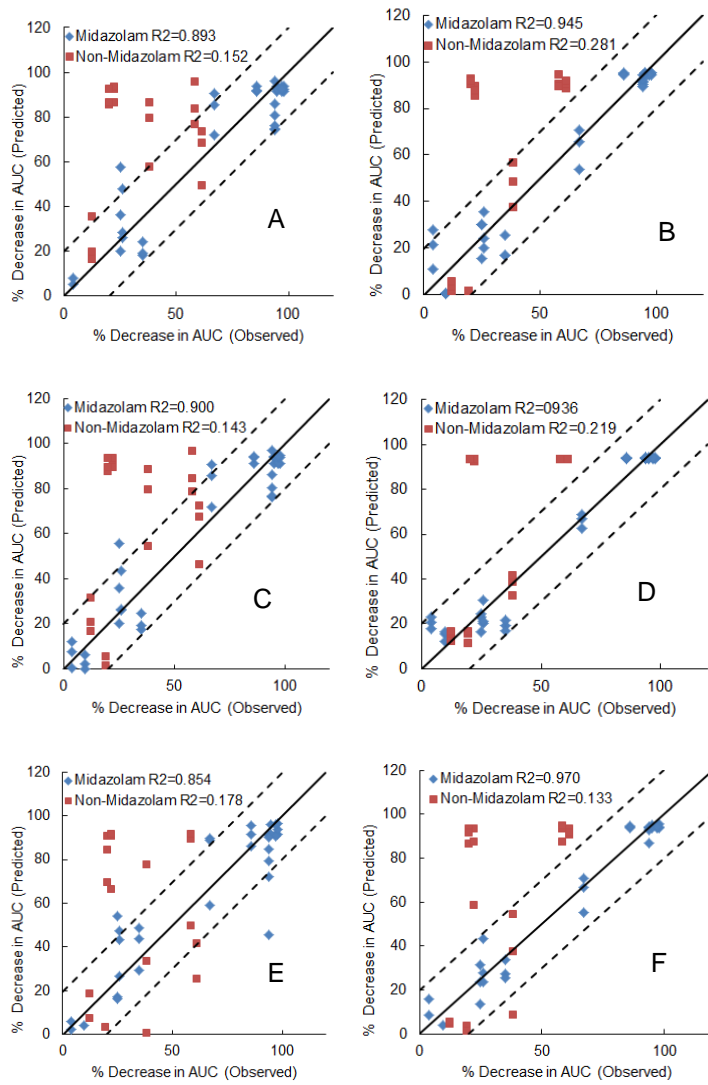 120
100
80
60
40
20
0
% Decrease in AUC (Predicted)
Midazolam R2=0.893
Non-Midazolam R2=0.152
A
0 50 100
% Decrease in AUC (Observed)
120
100
80
60
40
20
0
% Decrease in AUC (Predicted)
Midazolam R2=0.945
Non-Midazolam R2=0.281
B
0 50 100
% Decrease in AUC (Observed)
120
100
80
60
40
20
0
% Decrease in AUC (Predicted)
Midazolam R2=0.900
Non-Midazolam R2=0.143
C
0 50 100
% Decrease in AUC (Observed)
120
100
80
60
40
20
0
% Decrease in AUC (Predicted)
Midazolam R2=0936
Non-Midazolam R2=0.219
D
0 50 100
% Decrease in AUC (Observed)
120
100
80
60
40
20
0
% Decrease in AUC (Predicted)
Midazolam R2=0.854
Non-Midazolam R2=0.178
E
0 50 100
% Decrease in AUC (Observed)
120
100
80
60
40
20
0
% Decrease in AUC (Predicted)
Midazolam R2=0.970
Non-Midazolam R2=0.133
F
0 50 100
% Decrease in AUC (Observed)